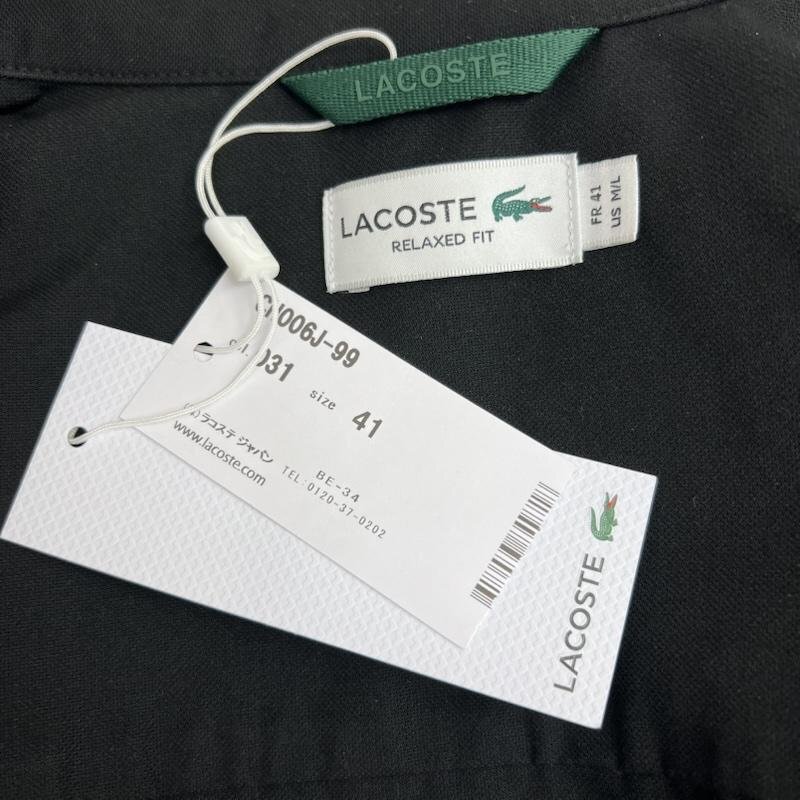 LACOSTE
LACOSTE
RELAXED FIT
FR 41
US M/L
006J-99
031
size 41
ラコステ ジャパン
BE-34
www.lacoste.com
TEL:0120-37-0202
LACOSTE